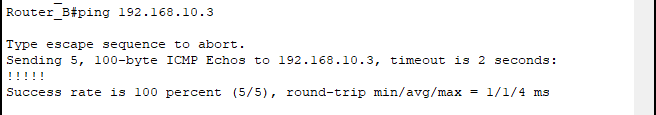 Router_B#ping 192.168.10.3
Type escape sequence to abort.
Sending 5, 100-byte ICMP Echos to 192.168.10.3, timeout is 2 seconds:
!!!!!
Success rate is 100 percent (5/5), round-trip min/avg/max = 1/1/4 ms